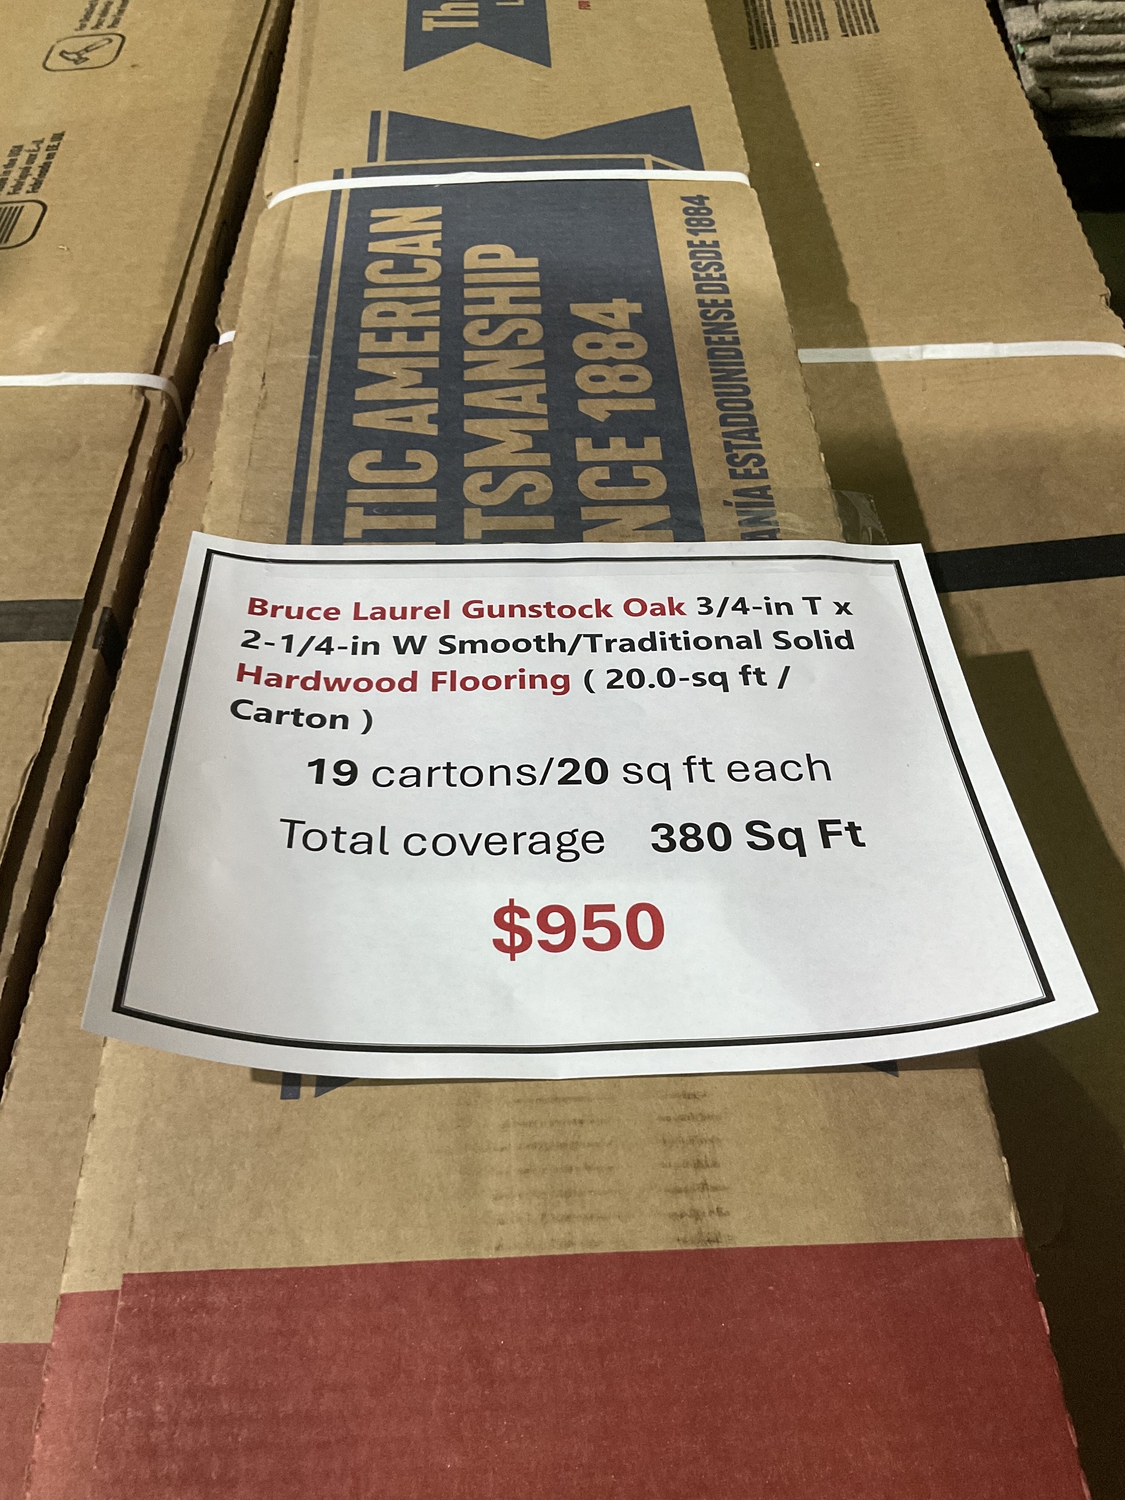 Th
TIC AMERICAN
TSMANSHIP
NCE 1884
ANÍA ESTADOUNIDENSE DESDE 1884
Bruce Laurel Gunstock Oak 3/4-in T x
2-1/4-in W Smooth/Traditional Solid
Hardwood Flooring ( 20.0-sq ft /
Carton )
19 cartons/20 sq ft each
Total coverage 380 Sq Ft
$950